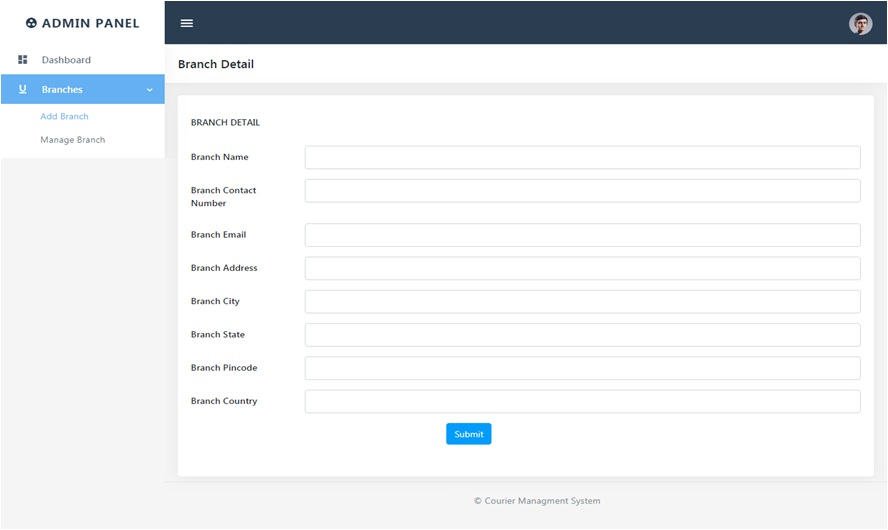 ADMIN PANEL
Dashboard
Branches
Add Branch
Manage Branch
Branch Detail
BRANCH DETAIL
Branch Name
Branch Contact
Number
Branch Email
Branch Address
Branch City
Branch State
Branch Pincode
Branch Country
Submit
© Courier Managment System